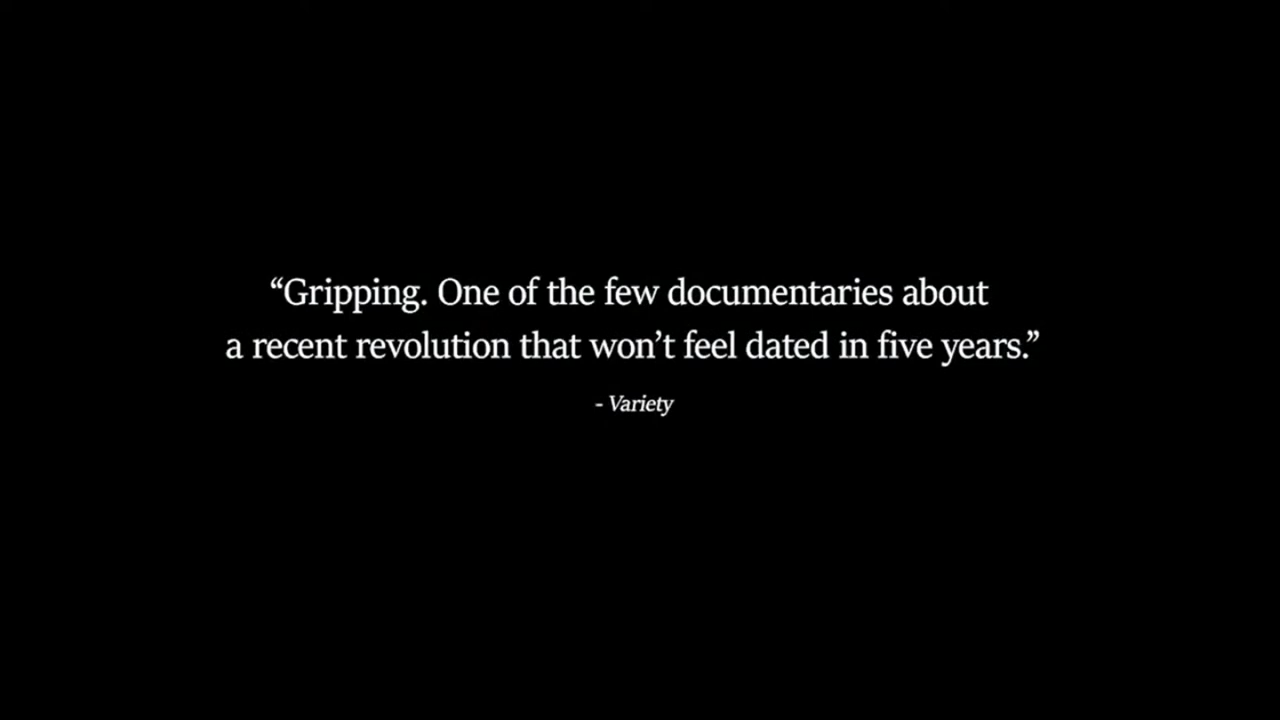 “Gripping. One of the few documentaries about
a recent revolution that won’t feel dated in five years.”
- Variety